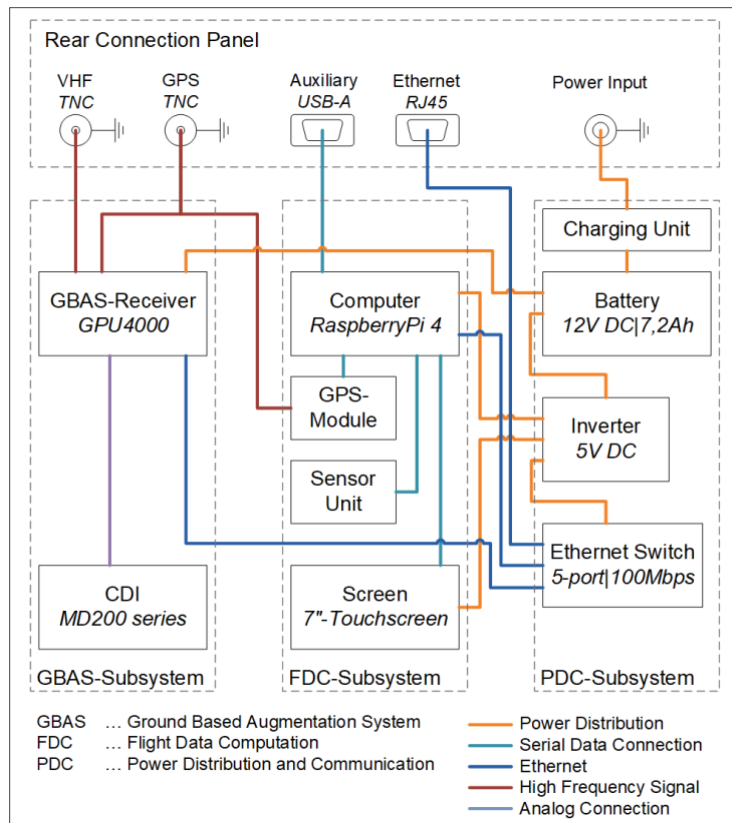 Rear Connection Panel
VHF
TNC
GPS
TNC
Auxiliary
USB-A
Ethernet
RJ45
Power Input
Charging Unit
GBAS-Receiver
GPU4000
Computer
RaspberryPi 4
Battery
12V DC|7,2Ah
GPS-
Module
Inverter
5V DC
Sensor
Unit
Ethernet Switch
5-port|100Mbps
CDI
MD200 series
Screen
7"-Touchscreen
GBAS-Subsystem
FDC-Subsystem
PDC-Subsystem
GBAS ... Ground Based Augmentation System
FDC ... Flight Data Computation
PDC ... Power Distribution and Communication
Power Distribution
Serial Data Connection
Ethernet
High Frequency Signal
Analog Connection